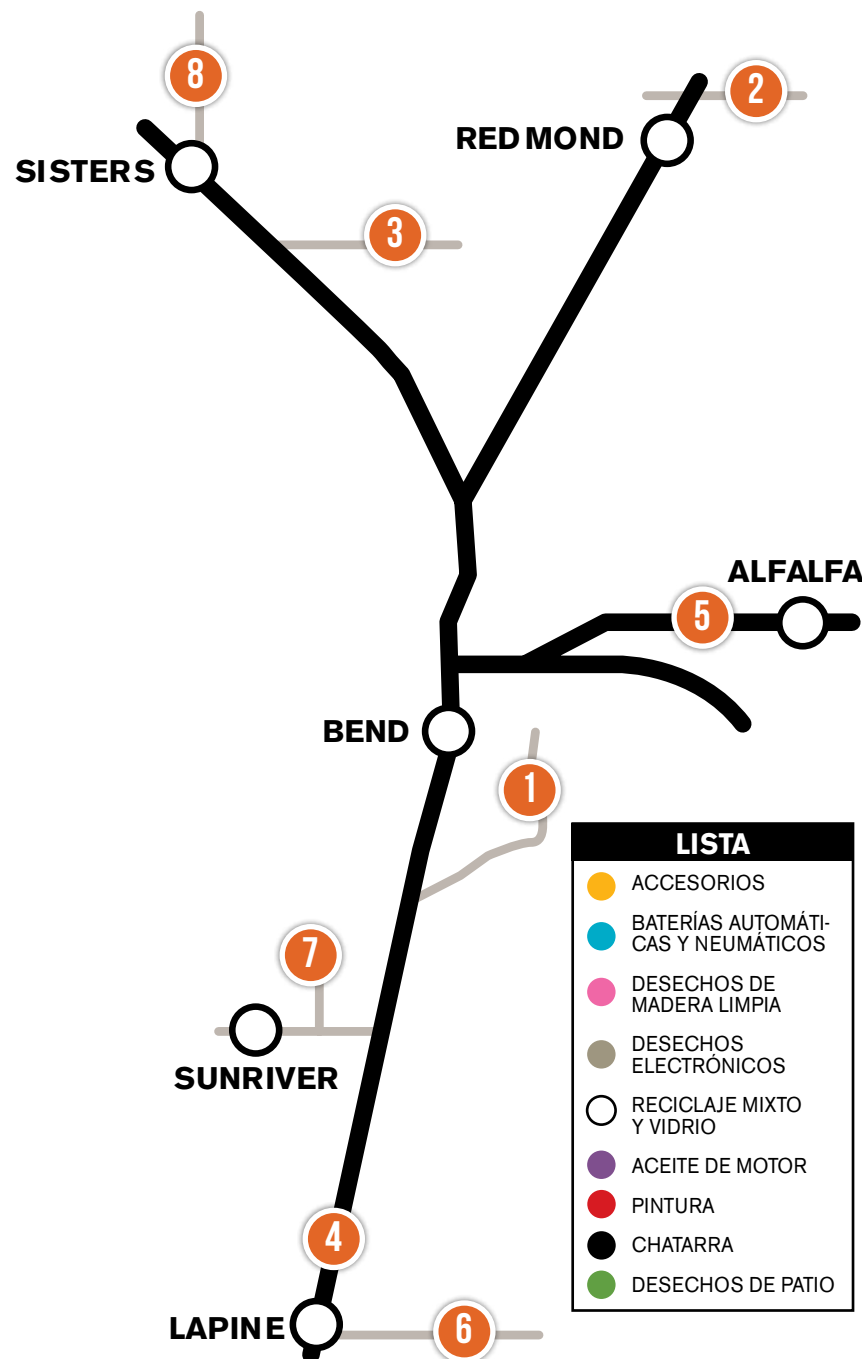 8
2
REDMOND
SISTERS
3
ALFALFA
5
BEND
1
LISTA
ACCESORIOS
BATERÍAS AUTOMÁTI-
CAS Y NEUMÁTICOS
DESECHOS DE
MADERA LIMPIA
DESECHOS
ELECTRÓNICOS
RECICLAJE MIXTO
Y VIDRIO
ACEITE DE MOTOR
PINTURA
CHATARRA
DESECHOS DE PATIO
7
SUNRIVER
4
LAPINE
6